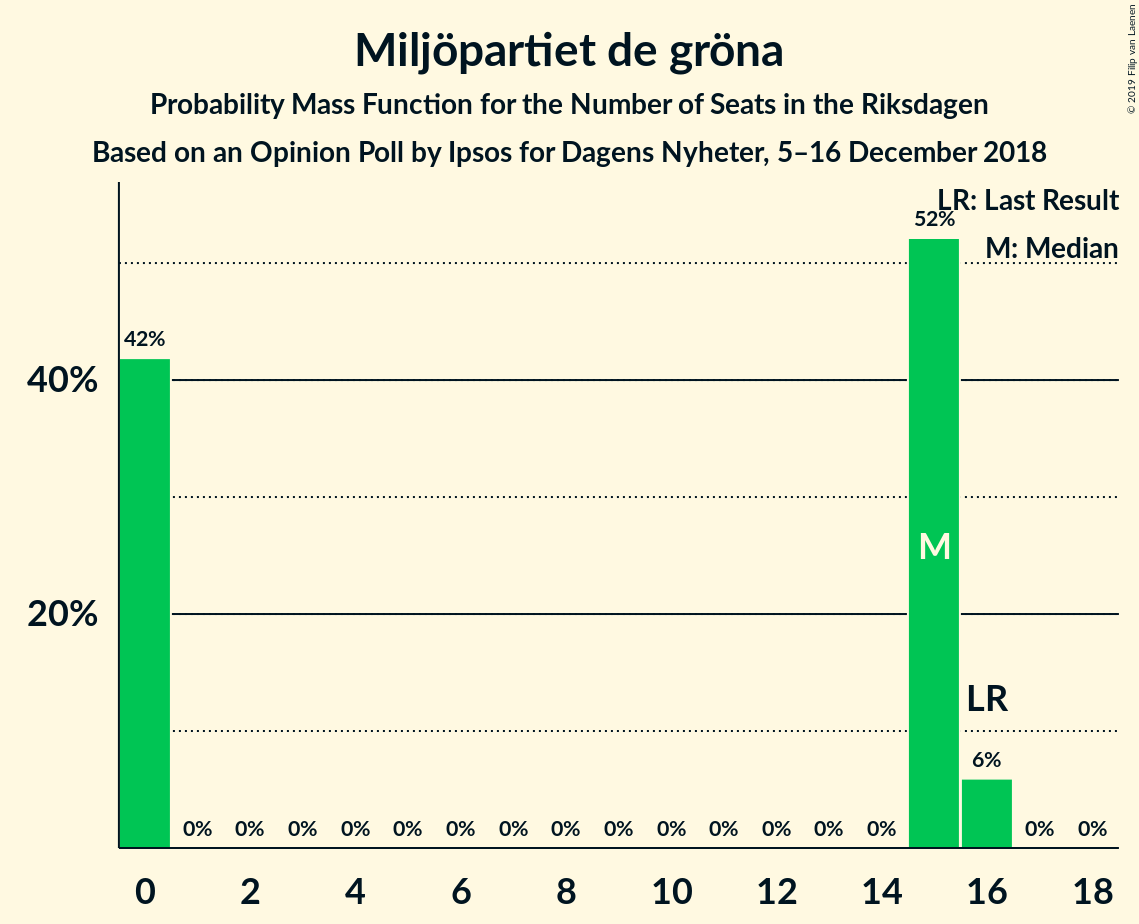 Miljöpartiet de gröna
Probability Mass Function for the Number of Seats in the Riksdagen
Based on an Opinion Poll by Ipsos for Dagens Nyheter, 5–16 December 2018
© 2019 Filip van Laenen
LR: Last Result
M: Median
52%
42%
40%
M
20%
LR
6%
0% 0% 0% 0% 0% 0% 0% 0% 0% 0% 0% 0% 0% 0% 0% 0%
0 2 4 6 8 10 12 14 16 18